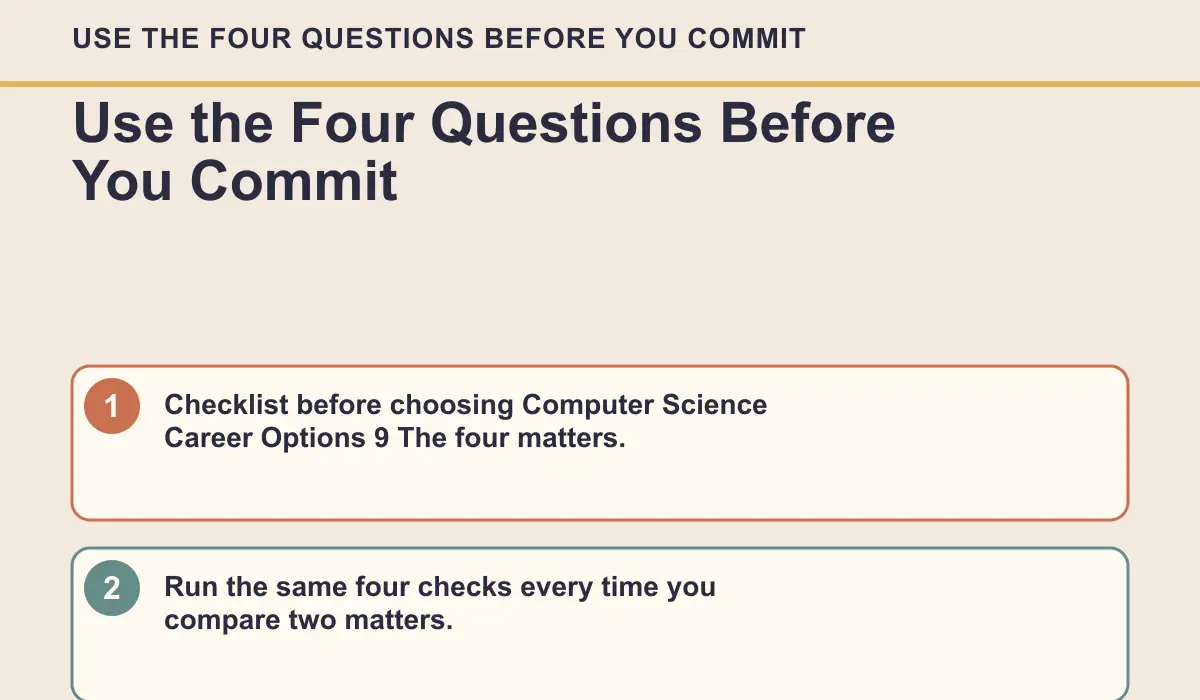 USE THE FOUR QUESTIONS BEFORE YOU COMMIT
Use the Four Questions Before
You Commit
1
Checklist before choosing Computer Science
Career Options 9 The four matters.
2
Run the same four checks every time you
compare two matters.